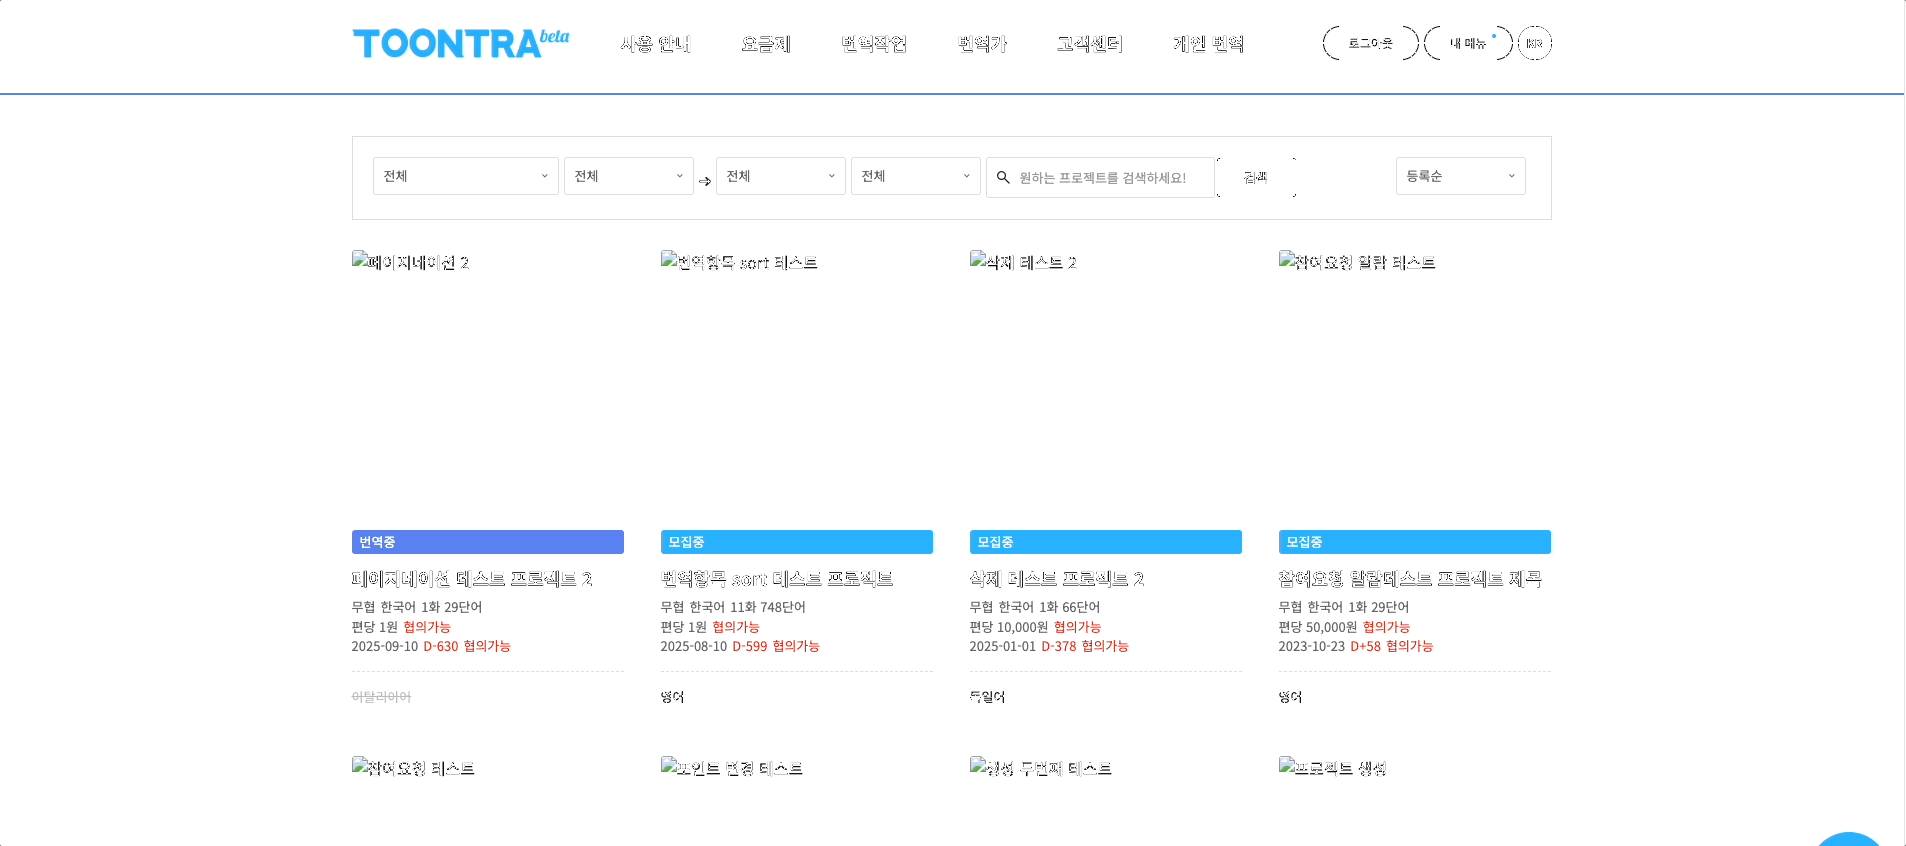 TOONTRA beta
사용 안내 요금제 번역작업 번역가 고객센터 개인 번역
로그아웃 내 메뉴 KR
전체 전체 ⇒ 전체 전체 원하는 프로젝트를 검색하세요! 검색 등록순
페이지네이션 2
번역항목 sort 테스트
삭제 테스트 2
참여요청 알람 테스트
번역중
페이지네이션 테스트 프로젝트 2
무협 한국어 1화 29단어
편당 1원 협의가능
2025-09-10 D-630 협의가능
이탈리아어
모집중
번역항목 sort 테스트 프로젝트
무협 한국어 11화 748단어
편당 1원 협의가능
2025-08-10 D-599 협의가능
영어
모집중
삭제 테스트 프로젝트 2
무협 한국어 1화 66단어
편당 10,000원 협의가능
2025-01-01 D-378 협의가능
독일어
모집중
참여요청 알람테스트 프로젝트 제목
무협 한국어 1화 29단어
편당 50,000원 협의가능
2023-10-23 D+58 협의가능
영어
참여요청 테스트
포인트 변경 테스트
생성 두번째 테스트
프로젝트 생성